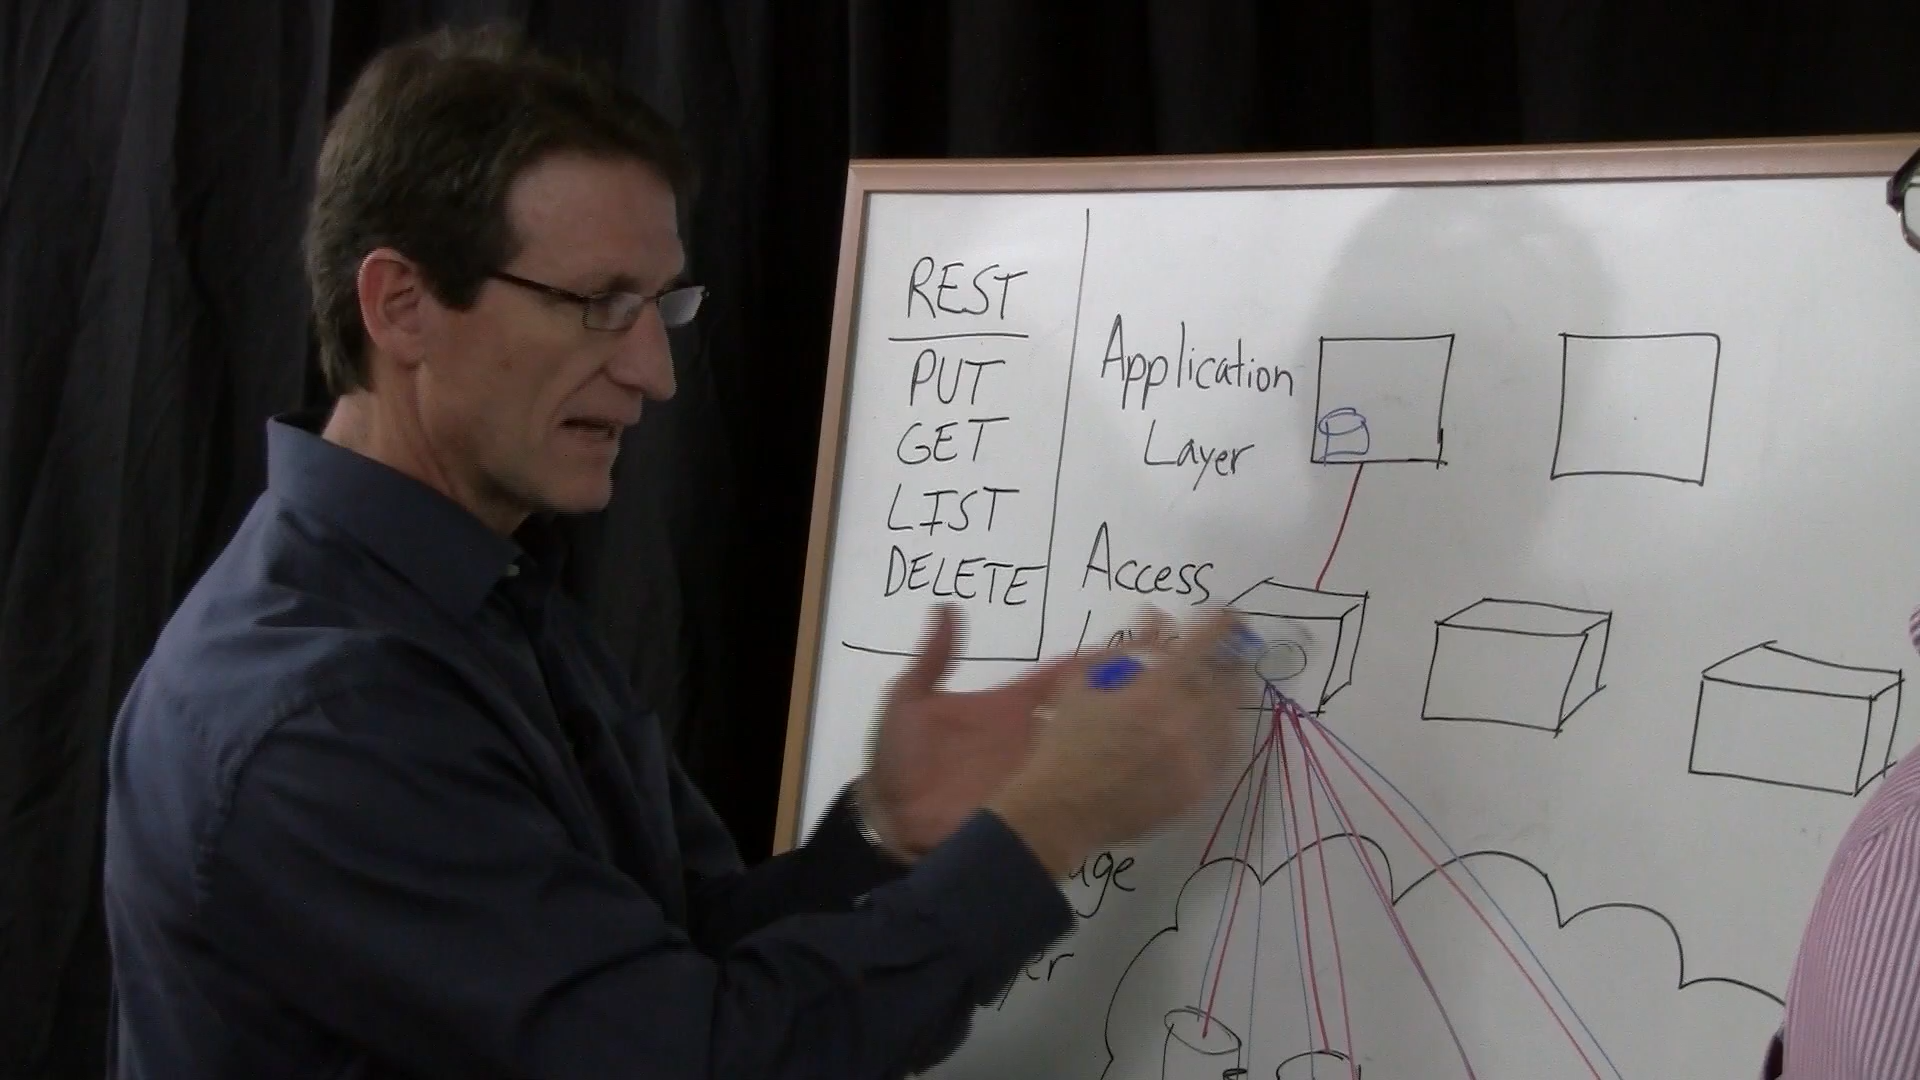 REST
PUT
GET
LIST
DELETE
Application
Layer
Access